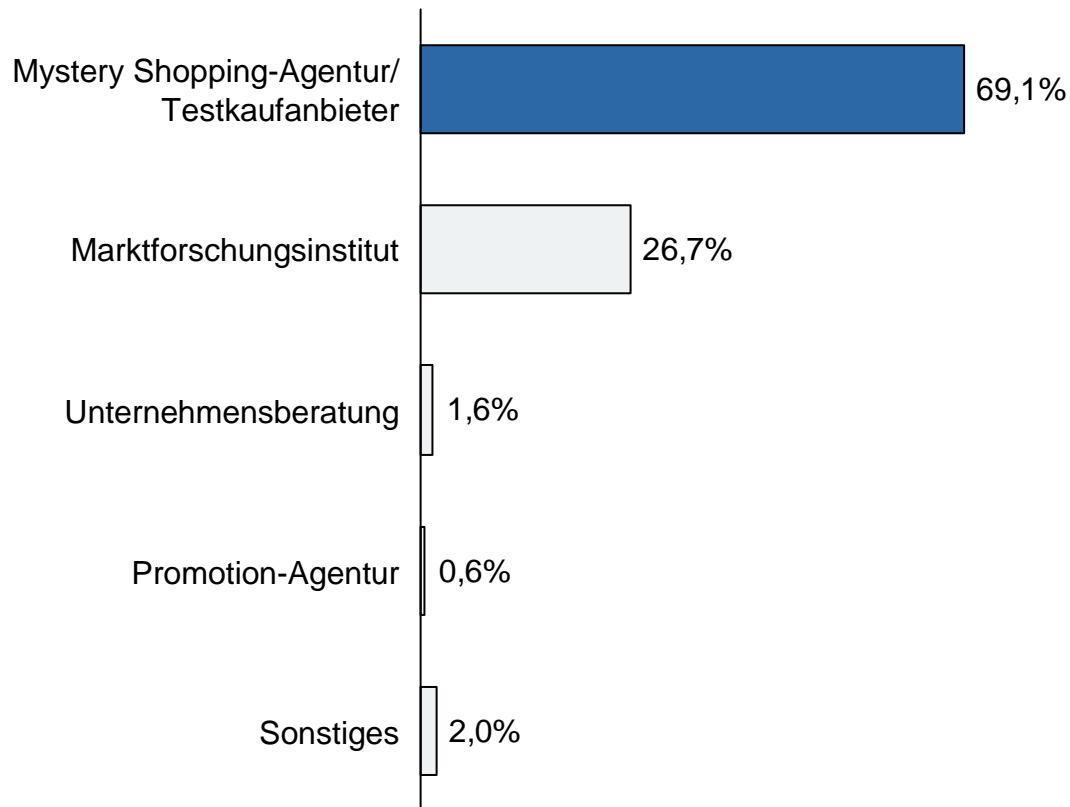 Mystery Shopping-Agentur/
Testkaufanbieter
69,1%
Marktforschungsinstitut
26,7%
Unternehmensberatung
1,6%
Promotion-Agentur
0,6%
Sonstiges
2,0%